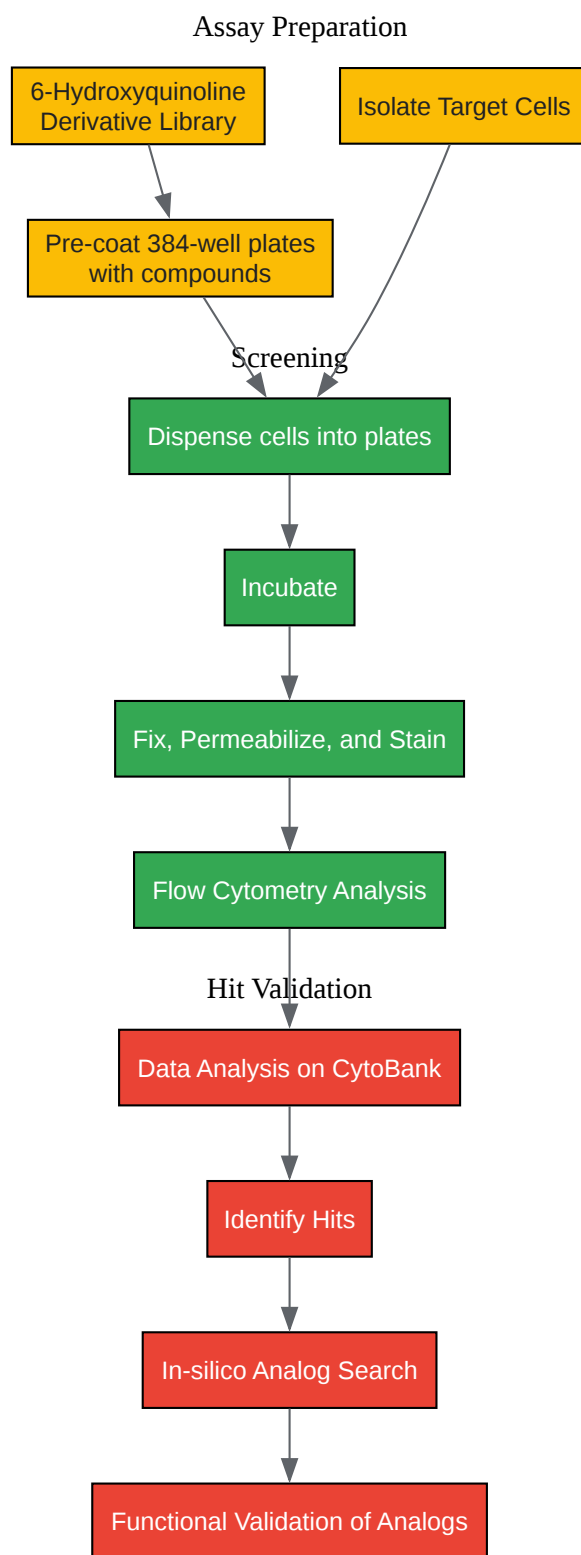 Assay Preparation
6-Hydroxyquinoline
Derivative Library
Isolate Target Cells
Pre-coat 384-well plates
with compounds
Screening
Dispense cells into plates
Incubate
Fix, Permeabilize, and Stain
Flow Cytometry Analysis
Hit Validation
Data Analysis on CytoBank
Identify Hits
In-silico Analog Search
Functional Validation of Analogs